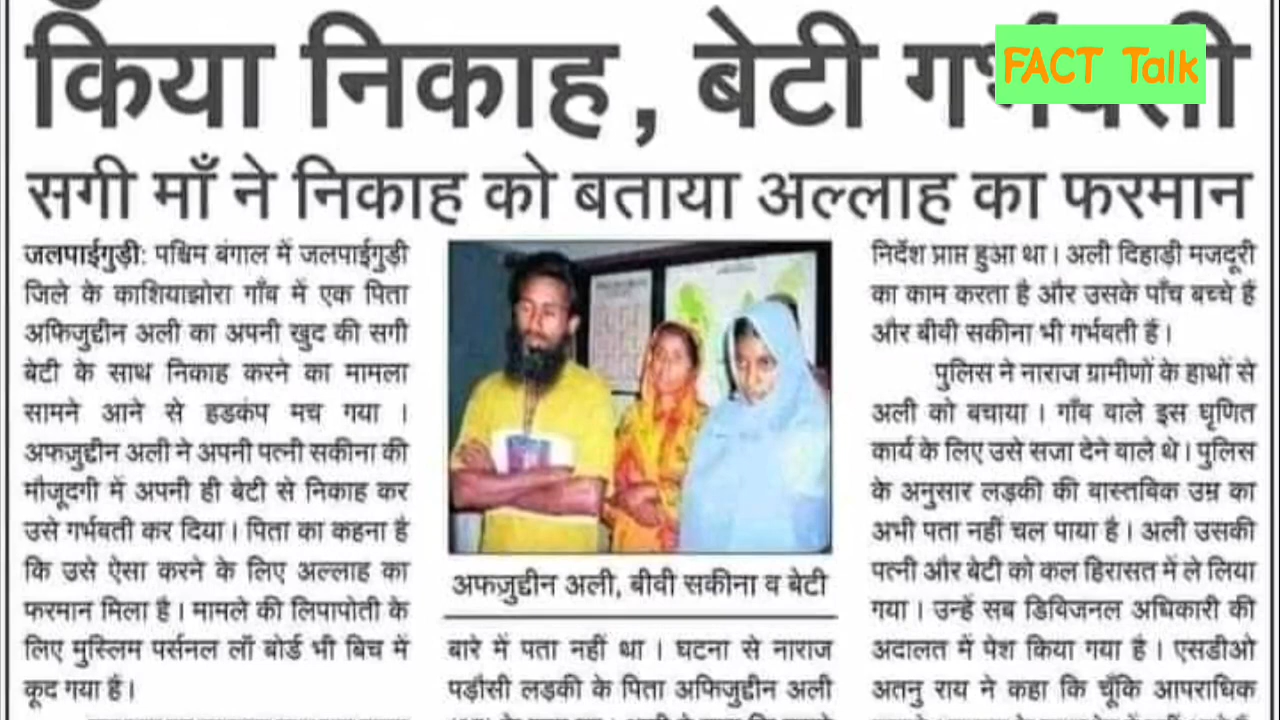 किया निकाह, बेटी
FACT Talk
सगी माँ ने निकाह को बताया अल्लाह का फरमान
जलपाईगुड़ी: पश्चिम बंगाल में जलपाईगुड़ी
जिले के काशियाझोरा गाँव में एक पिता
अफिजुद्दीन अली का अपनी खुद की सगी
बेटी के साथ निकाह करने का मामला
सामने आने से हडकंप मच गया ।
अफजुद्दीन अली ने अपनी पत्नी सकीना की
मौजूदगी में अपनी ही बेटी से निकाह कर
उसे गर्भवती कर दिया । पिता का कहना है
कि उसे ऐसा करने के लिए अल्लाह का
फरमान मिला है । मामले की लिपापोती के
लिए मुस्लिम पर्सनल लॉ बोर्ड भी बिच में
कूद गया है ।
अफजुद्दीन अली, बीवी सकीना व बेटी
बारे में पता नहीं था । घटना से नाराज
पड़ौसी लडकी के पिता अफिजुद्दीन अली
निर्देश प्राप्त हुआ था । अली दिहाड़ी मजदूरी
का काम करता है और उसके पाँच बच्चे हैं
और बीवी सकीना भी गर्भवती हैं ।
पुलिस ने नाराज ग्रामीणों के हाथों से
अली को बचाया । गाँव वाले इस घृणित
कार्य के लिए उसे सजा देने वाले थे । पुलिस
के अनुसार लड़की की वास्तविक उम्र का
अभी पता नहीं चल पाया है । अली उसकी
पत्नी और बेटी को कल हिरासत में ले लिया
गया । उन्हें सब डिविजनल अधिकारी की
अदालत में पेश किया गया है । एसडीओ
अतनु राय ने कहा कि चूँकि आपराधिक